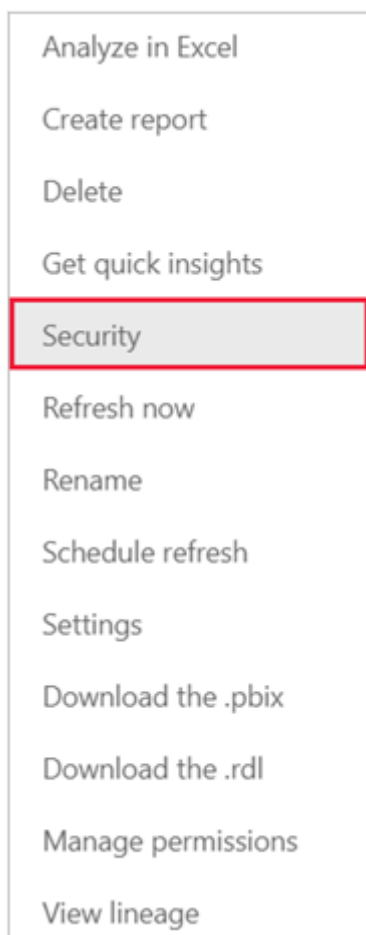 Analyze in Excel
Create report
Delete
Get quick insights
Security
Refresh now
Rename
Schedule refresh
Settings
Download the .pbix
Download the .rdl
Manage permissions
View lineage